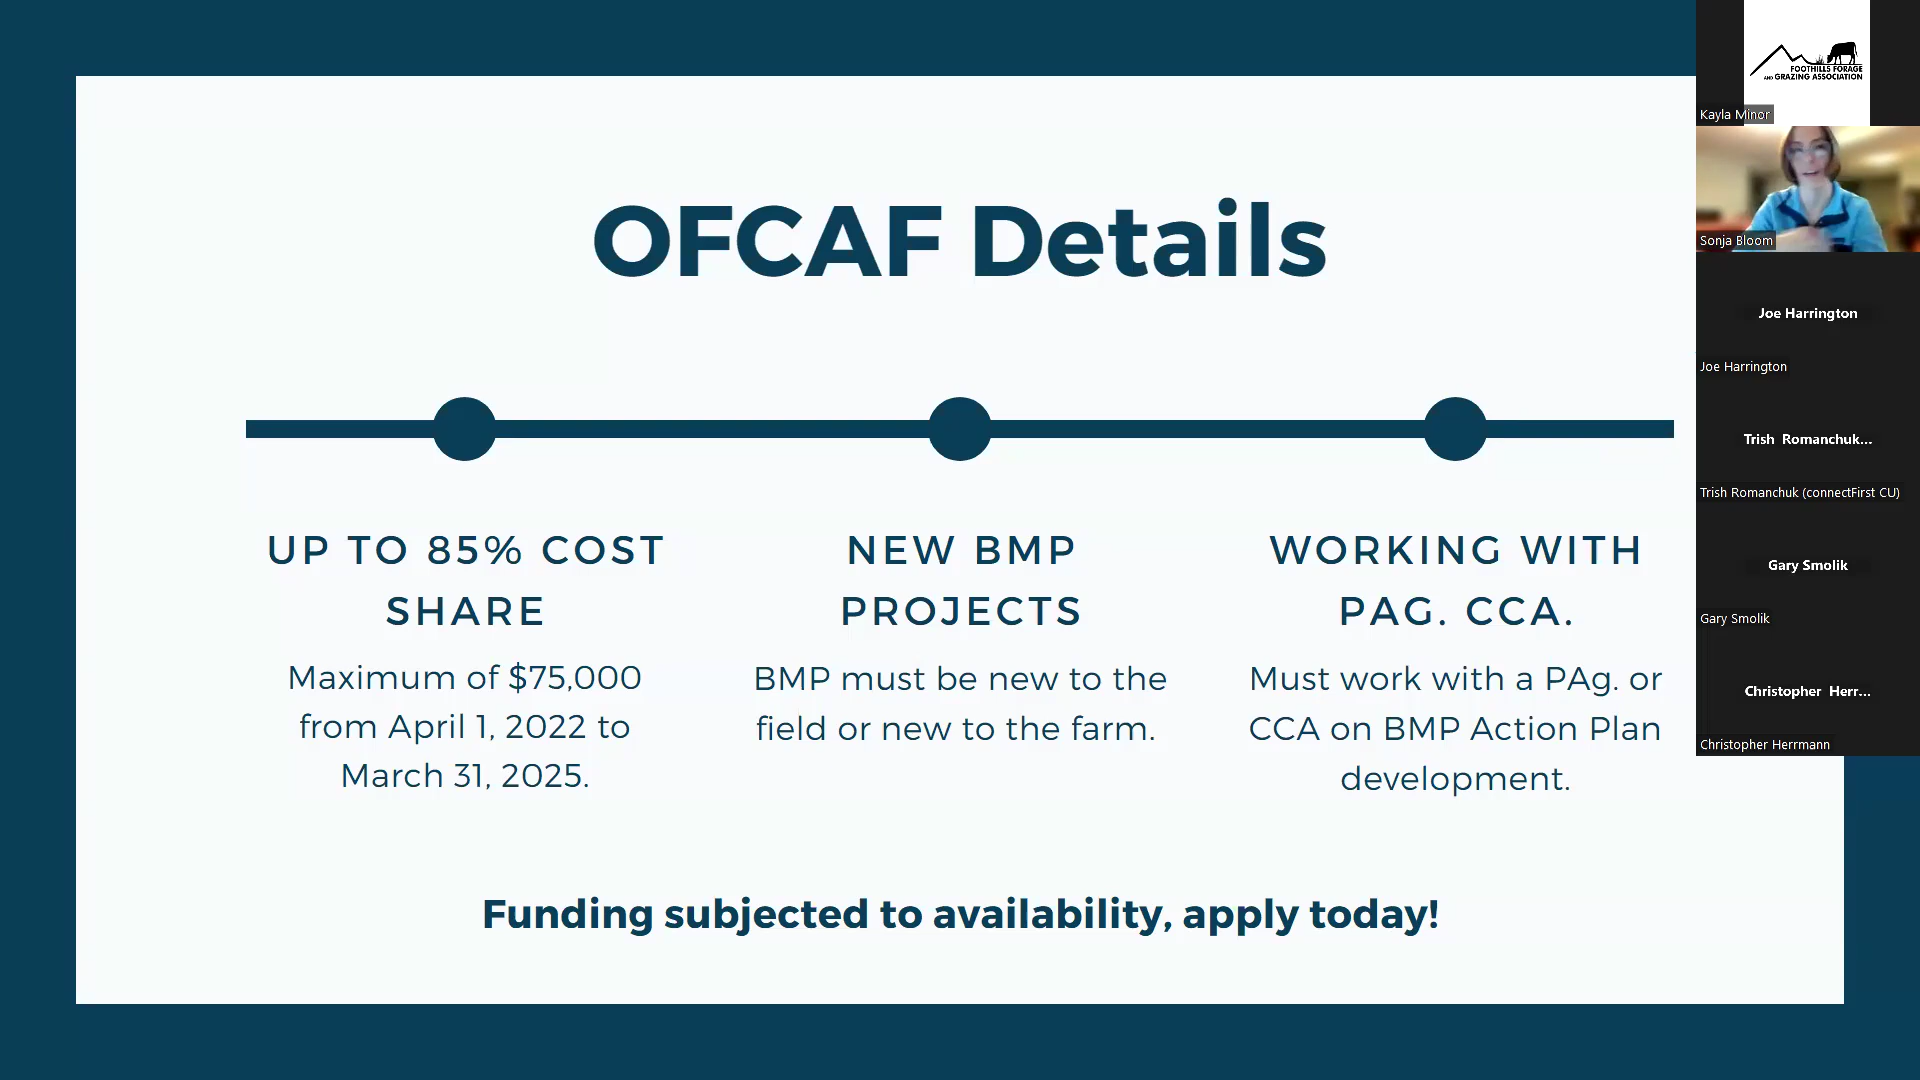 OFCAF Details
UP TO 85% COST
SHARE
Maximum of $75,000
from April 1, 2022 to
March 31, 2025.
NEW BMP
PROJECTS
BMP must be new to the
field or new to the farm.
WORKING WITH
PAG. CCA.
Must work with a PAg. or
CCA on BMP Action Plan
development.
Funding subjected to availability, apply today!
FOOTHILLS FORAGE
AND GRAZING ASSOCIATION
Kayla Minor
Sonja Bloom
Joe Harrington
Joe Harrington
Trish Romanchuk...
Trish Romanchuk (connectFirst CU)
Gary Smolik
Gary Smolik
Christopher Herr...
Christopher Herrmann